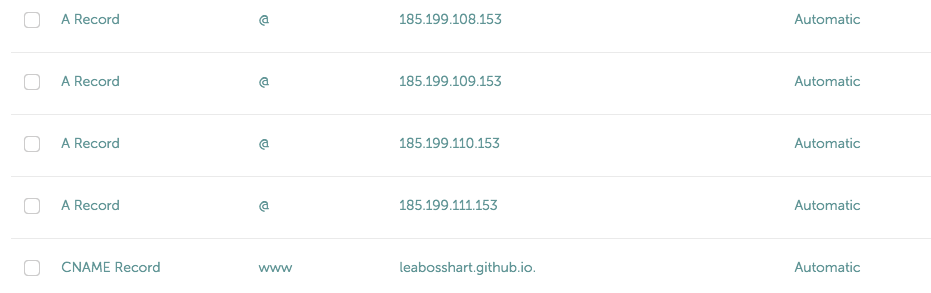 A Record @ 185.199.108.153 Automatic
A Record @ 185.199.109.153 Automatic
A Record @ 185.199.110.153 Automatic
A Record @ 185.199.111.153 Automatic
CNAME Record www leabosshart.github.io. Automatic